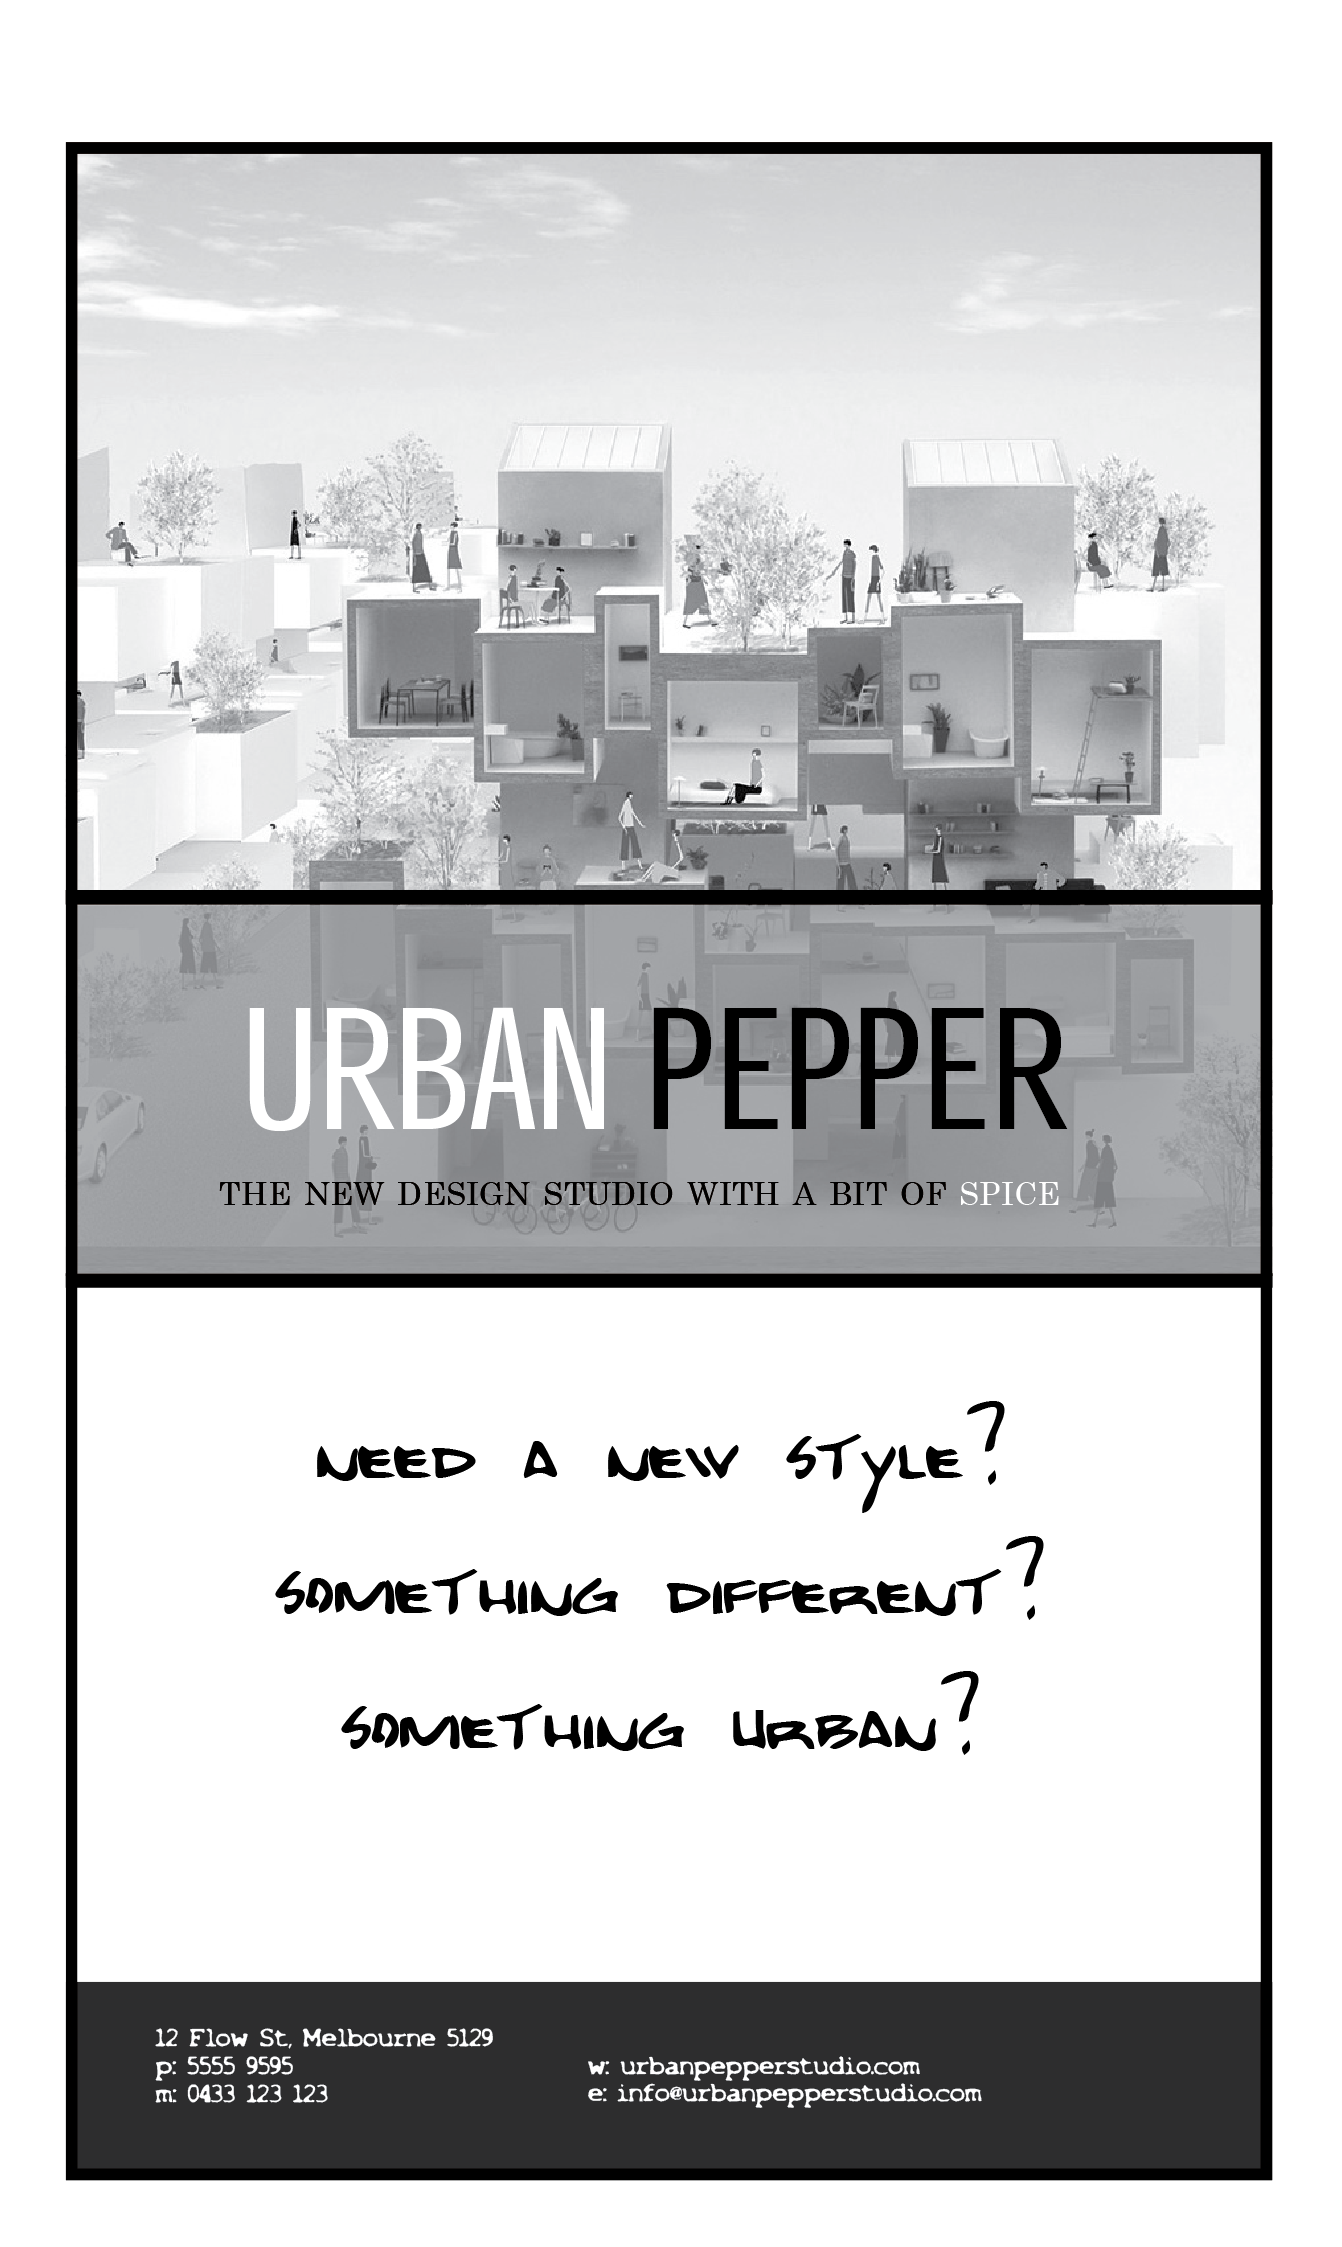 URBAN PEPPER
THE NEW DESIGN STUDIO WITH A BIT OF SPICE
NEED A NEW STYLE?
SOMETHING DIFFERENT?
SOMETHING URBAN?
12 Flow St, Melbourne 5129
p: 5555 9595
m: 0433 123 123
w: urbanpepperstudio.com
e: info@urbanpepperstudio.com